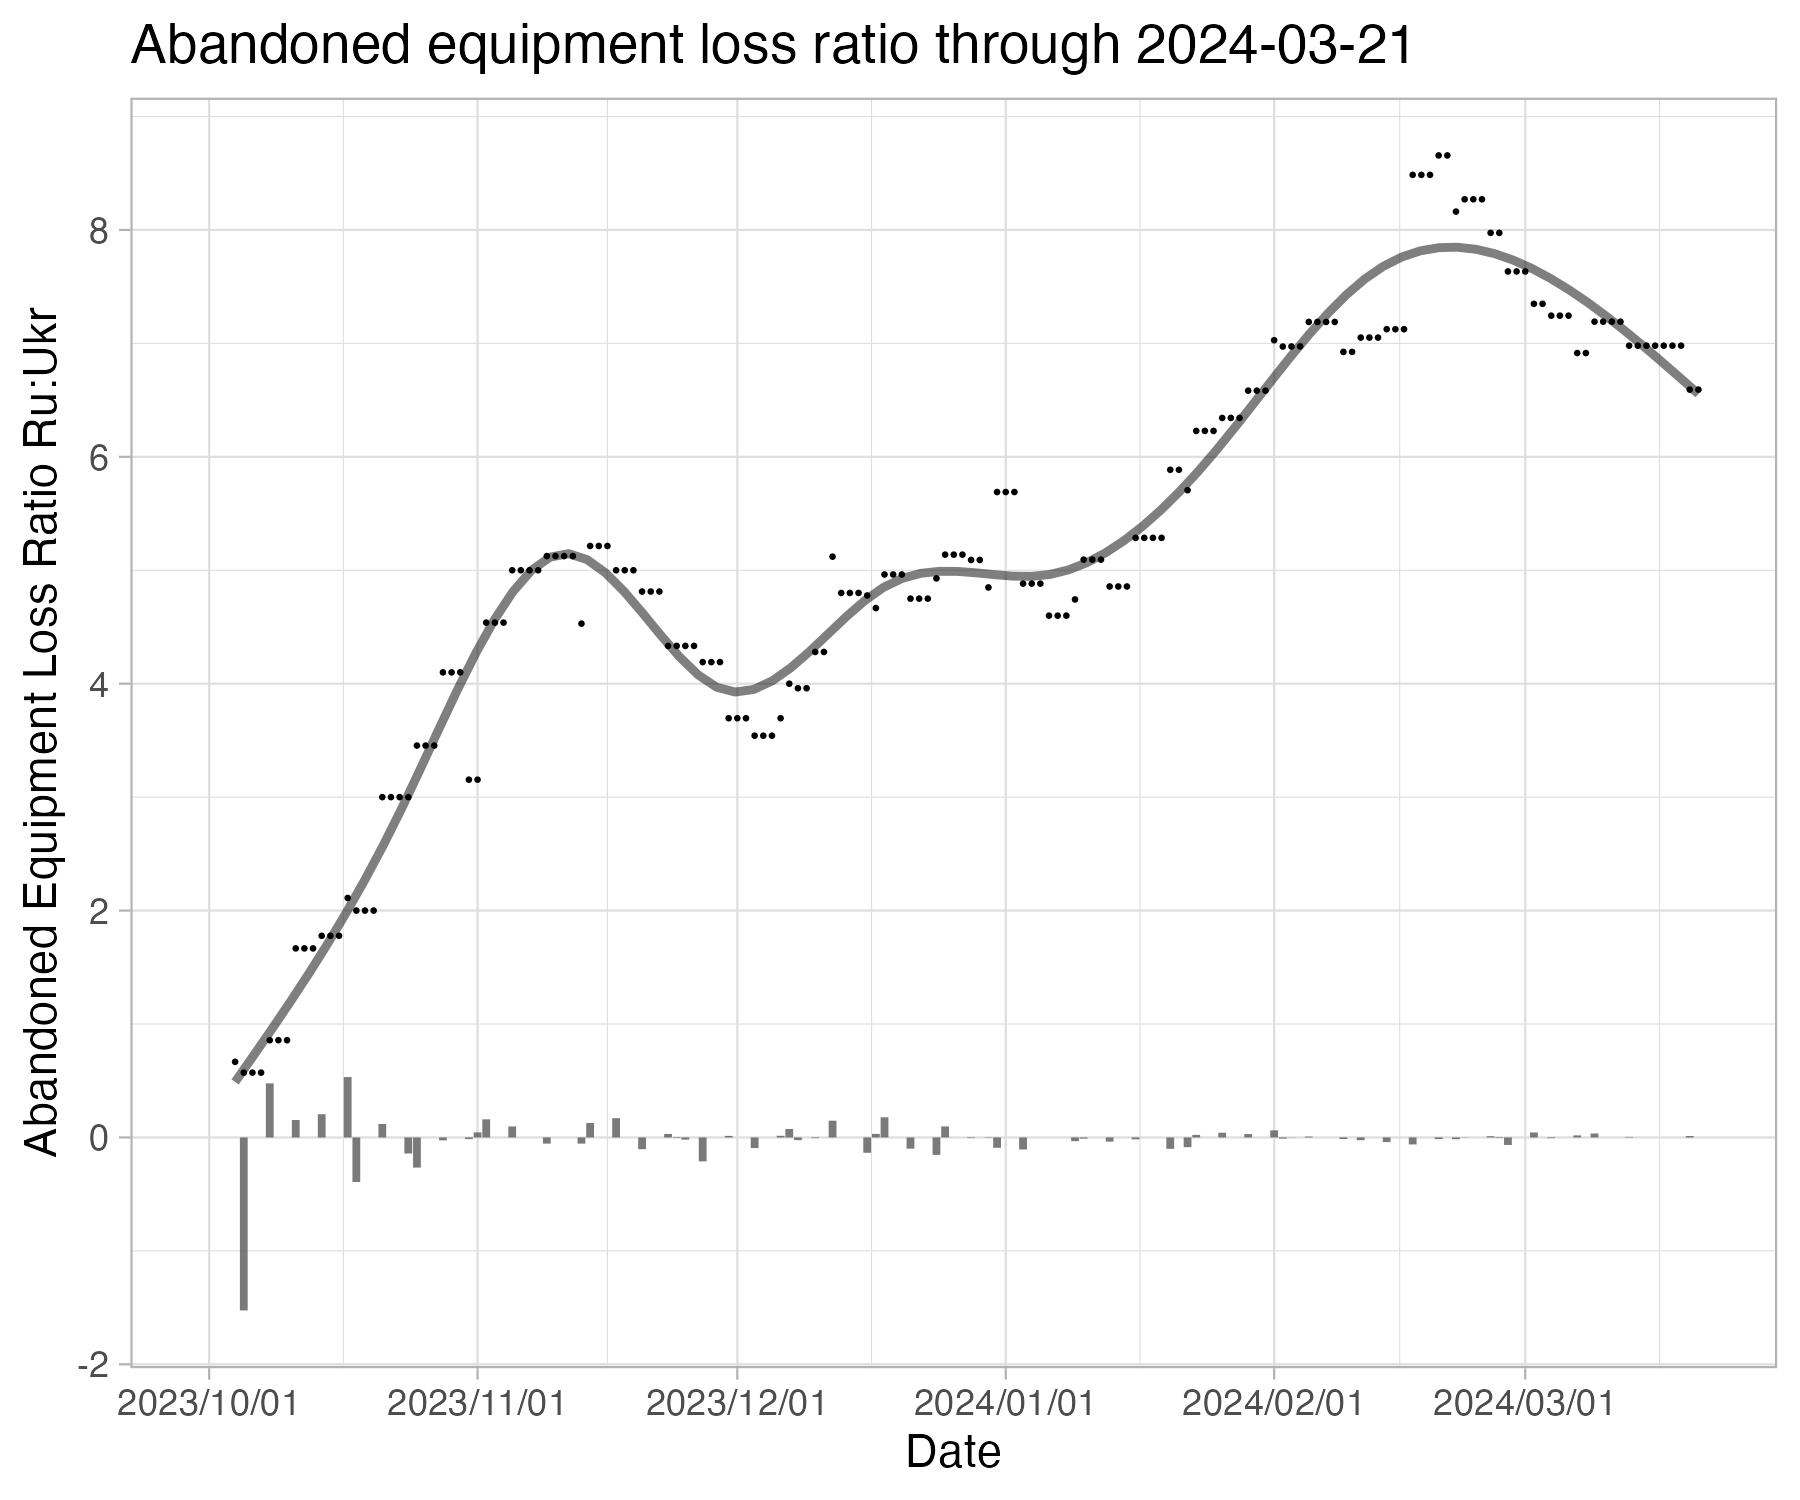 Abandoned equipment loss ratio through 2024-03-21
Abandoned Equipment Loss Ratio Ru:Ukr
8
6
4
2
0
-2
2023/10/01 2023/11/01 2023/12/01 2024/01/01 2024/02/01 2024/03/01
Date